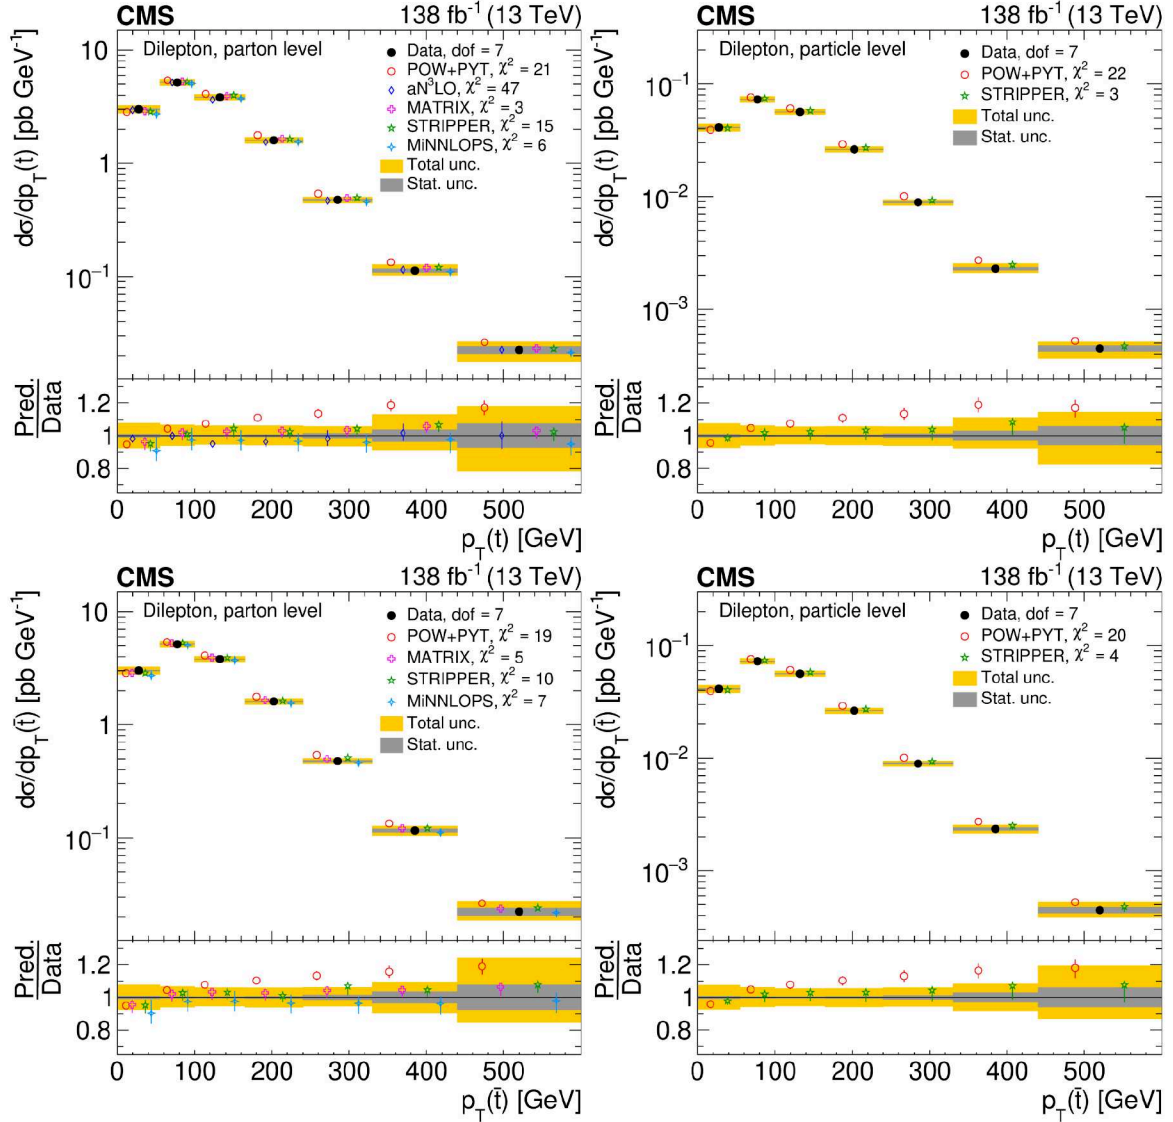 CMS 138 fb⁻¹ (13 TeV)
Dilepton, parton level
Data, dof = 7
POW+PYT, χ² = 21
aN³LO, χ² = 47
MATRIX, χ² = 3
STRIPPER, χ² = 15
MiNNLOPS, χ² = 6
Total unc.
Stat. unc.
dσ/dp_T(t) [pb GeV⁻¹]
10
1
10⁻¹
Pred.
Data
1.2
1
0.8
0 100 200 300 400 500
p_T(t) [GeV]
CMS 138 fb⁻¹ (13 TeV)
Dilepton, particle level
Data, dof = 7
POW+PYT, χ² = 22
STRIPPER, χ² = 3
Total unc.
Stat. unc.
dσ/dp_T(t) [pb GeV⁻¹]
10⁻¹
10⁻²
10⁻³
Pred.
Data
1.2
1
0.8
0 100 200 300 400 500
p_T(t) [GeV]
CMS 138 fb⁻¹ (13 TeV)
Dilepton, parton level
Data, dof = 7
POW+PYT, χ² = 19
MATRIX, χ² = 5
STRIPPER, χ² = 10
MiNNLOPS, χ² = 7
Total unc.
Stat. unc.
dσ/dp_T(t̄) [pb GeV⁻¹]
10
1
10⁻¹
Pred.
Data
1.2
1
0.8
0 100 200 300 400 500
p_T(t̄) [GeV]
CMS 138 fb⁻¹ (13 TeV)
Dilepton, particle level
Data, dof = 7
POW+PYT, χ² = 20
STRIPPER, χ² = 4
Total unc.
Stat. unc.
dσ/dp_T(t̄) [pb GeV⁻¹]
10⁻¹
10⁻²
10⁻³
Pred.
Data
1.2
1
0.8
0 100 200 300 400 500
p_T(t̄) [GeV]